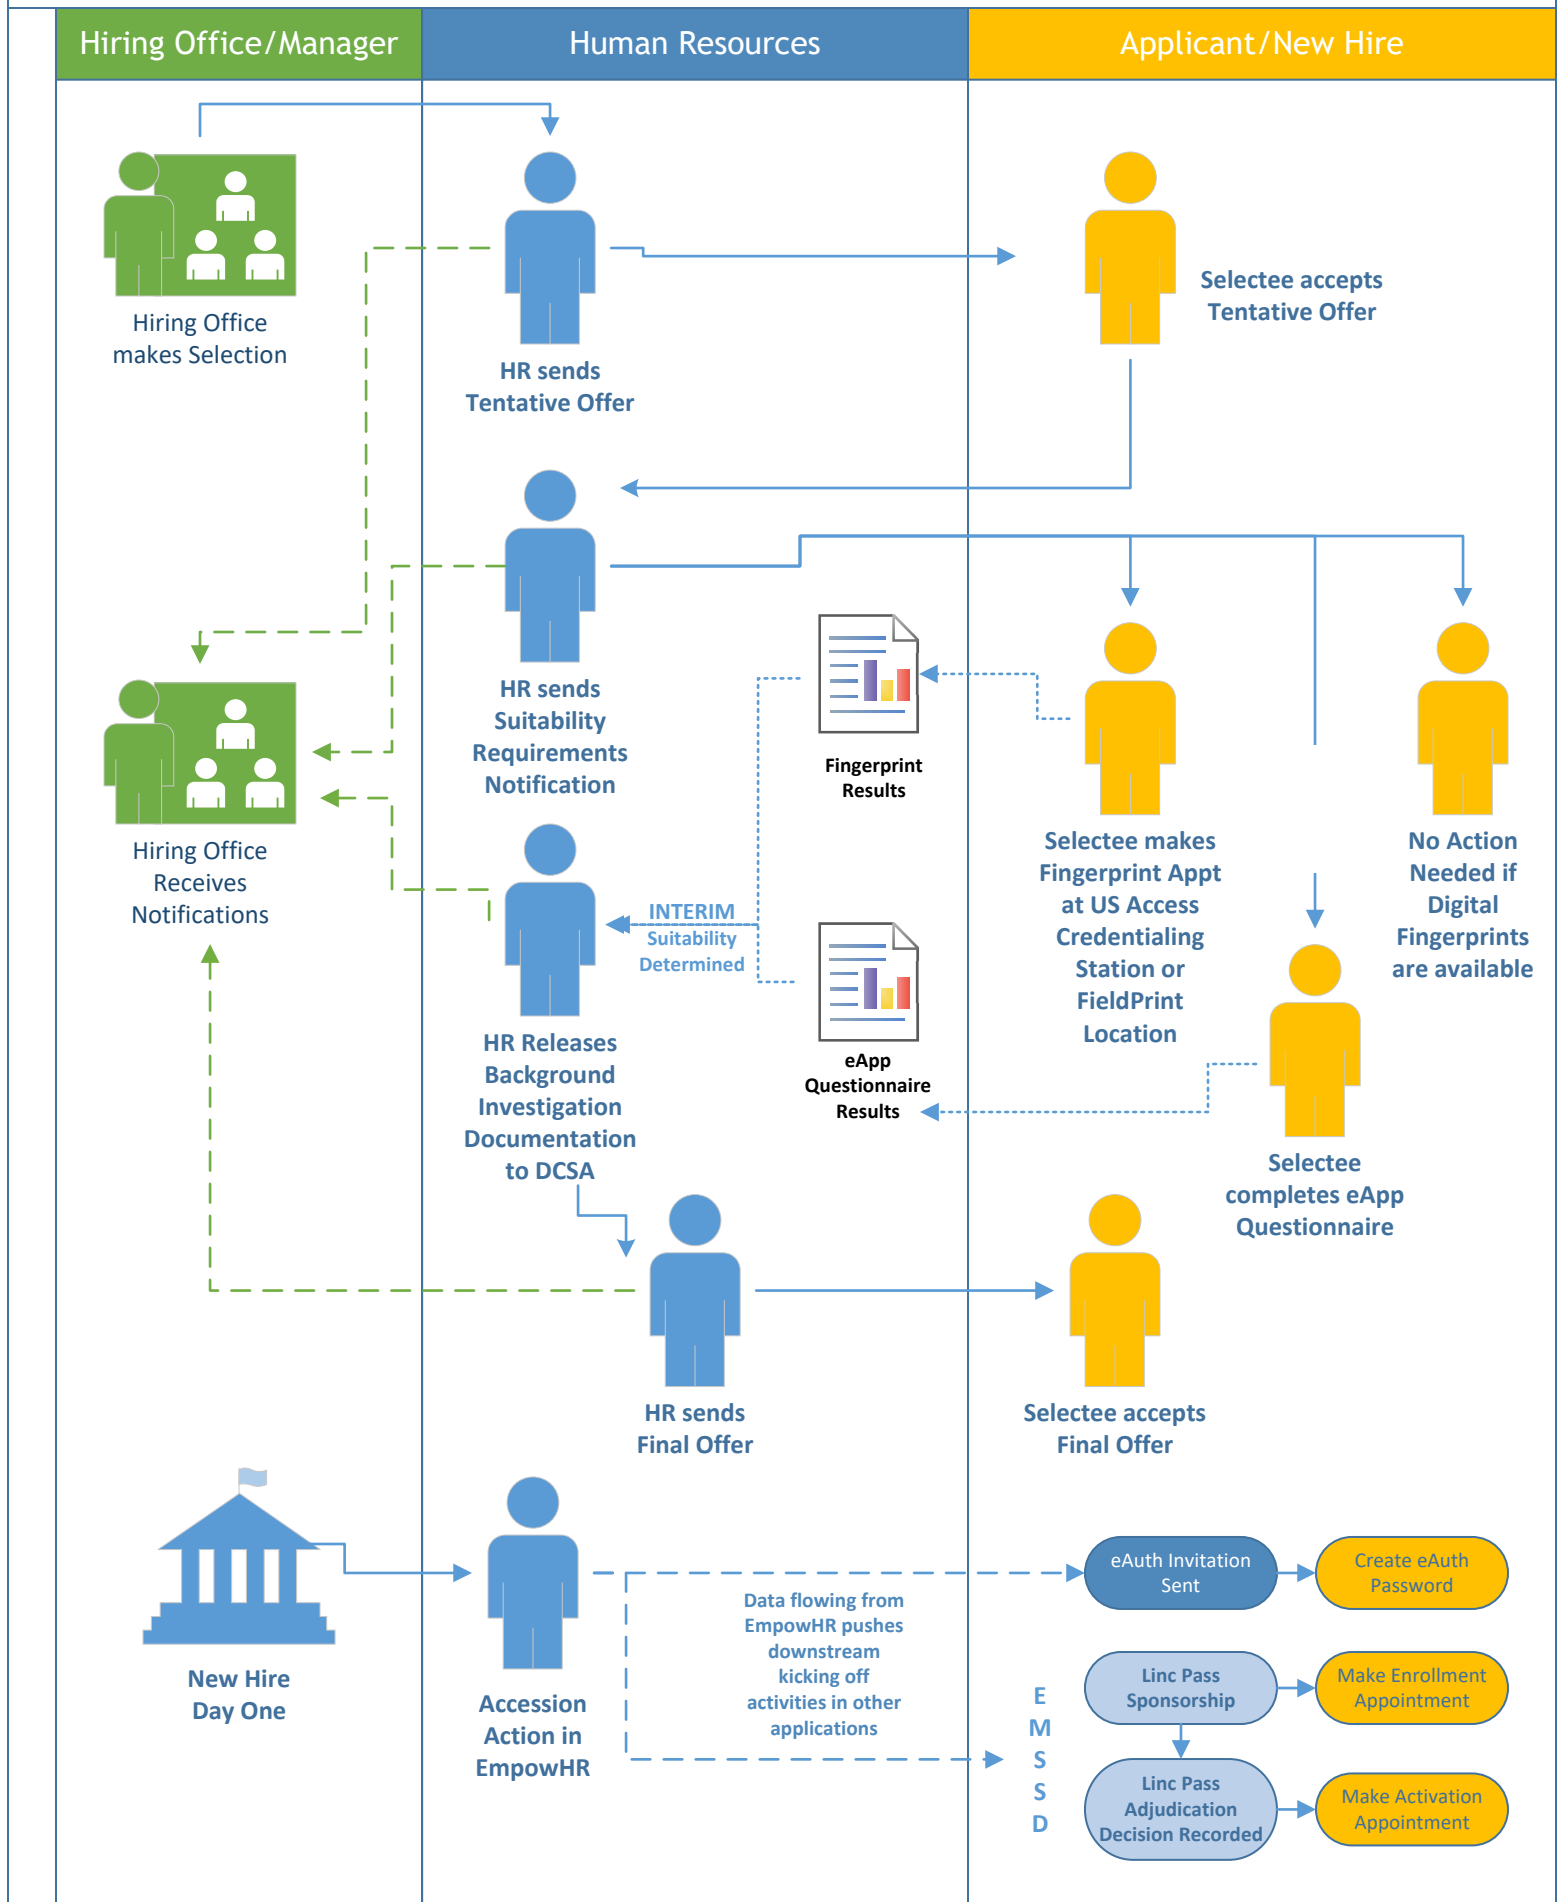 Hiring Office/Manager
Human Resources
Applicant/New Hire
Hiring Office
makes Selection
HR sends
Tentative Offer
Selectee accepts
Tentative Offer
HR sends
Suitability
Requirements
Notification
Fingerprint
Results
Hiring Office
Receives
Notifications
Selectee makes
Fingerprint Appt
at US Access
Credentialing
Station or
FieldPrint
Location
No Action
Needed if
Digital
Fingerprints
are available
INTERIM
Suitability
Determined
HR Releases
Background
Investigation
Documentation
to DCSA
eApp
Questionnaire
Results
Selectee
completes eApp
Questionnaire
HR sends
Final Offer
Selectee accepts
Final Offer
New Hire
Day One
Accession
Action in
EmpowHR
Data flowing from
EmpowHR pushes
downstream
kicking off
activities in other
applications
eAuth Invitation
Sent
Create eAuth
Password
E
M
S
S
D
Linc Pass
Sponsorship
Make Enrollment
Appointment
Linc Pass
Adjudication
Decision Recorded
Make Activation
Appointment